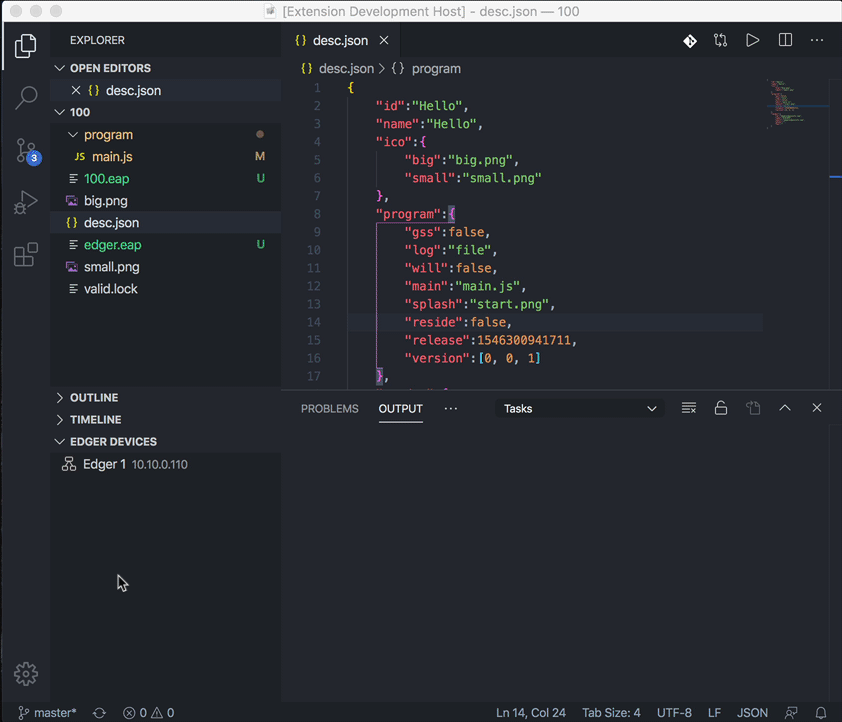 [Extension Development Host] - desc.json — 100
EXPLORER
OPEN EDITORS
{} desc.json
100
program
JS main.js M
100.eap U
big.png
{} desc.json
edger.eap U
small.png
valid.lock
OUTLINE
TIMELINE
EDGER DEVICES
Edger 1 10.10.0.110
3
{} desc.json
{} desc.json > {} program
1 {
2 "id":"Hello",
3 "name":"Hello",
4 "ico":{
5 "big":"big.png",
6 "small":"small.png"
7 },
8 "program":{
9 "gss":false,
10 "log":"file",
11 "will":false,
12 "main":"main.js",
13 "splash":"start.png",
14 "reside":false,
15 "release":1546300941711,
16 "version":[0, 0, 1]
17 },
PROBLEMS OUTPUT ··· Tasks
master* 0 0 Ln 14, Col 24 Tab Size: 4 UTF-8 LF JSON